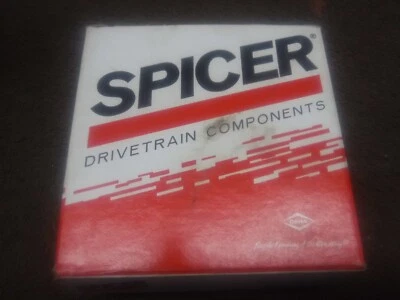 SPICER®
DRIVETRAIN COMPONENTS